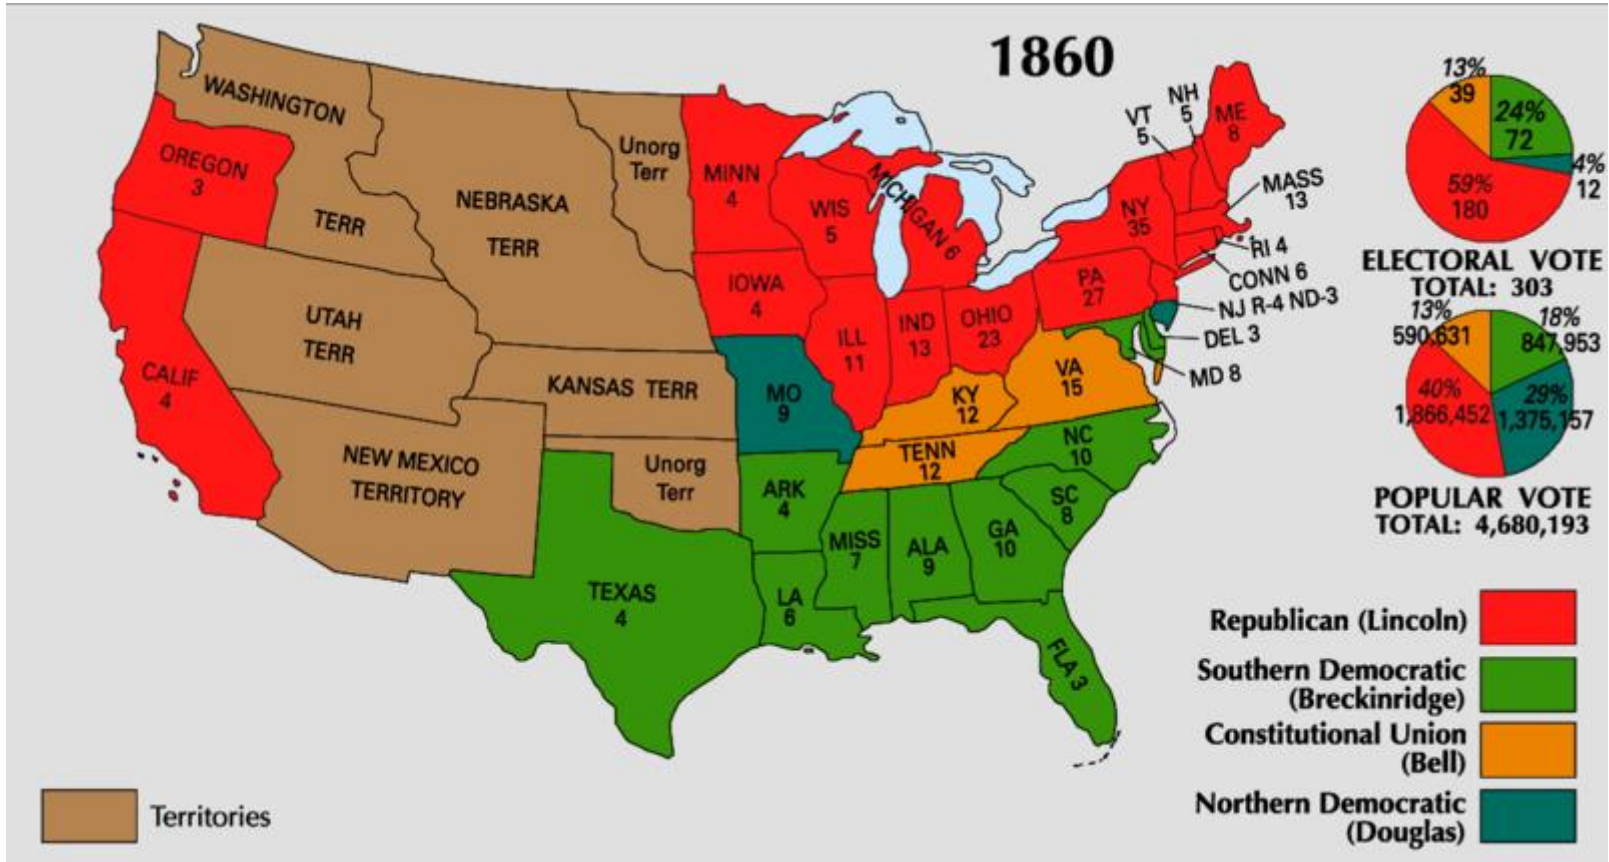 1860
WASHINGTON
TERR
OREGON
3
CALIF
4
NEBRASKA
TERR
Unorg
Terr
UTAH
TERR
KANSAS TERR
NEW MEXICO
TERRITORY
Unorg
Terr
MINN
4
WIS
5
MICHIGAN 6
IOWA
4
ILL
11
IND
13
OHIO
23
PA
27
NY
35
VT
5
NH
5
ME
8
MASS
13
RI 4
CONN 6
NJ R-4 ND-3
DEL 3
MD 8
MO
9
KY
12
VA
15
TENN
12
NC
10
SC
8
GA
10
ALA
9
MISS
7
ARK
4
LA
6
TEXAS
4
FLA 3
13%
39
24%
72
4%
12
59%
180
ELECTORAL VOTE
TOTAL: 303
13%
590,631
18%
847,953
40%
1,866,452
29%
1,375,157
POPULAR VOTE
TOTAL: 4,680,193
Republican (Lincoln)
Southern Democratic
(Breckinridge)
Constitutional Union
(Bell)
Northern Democratic
(Douglas)
Territories